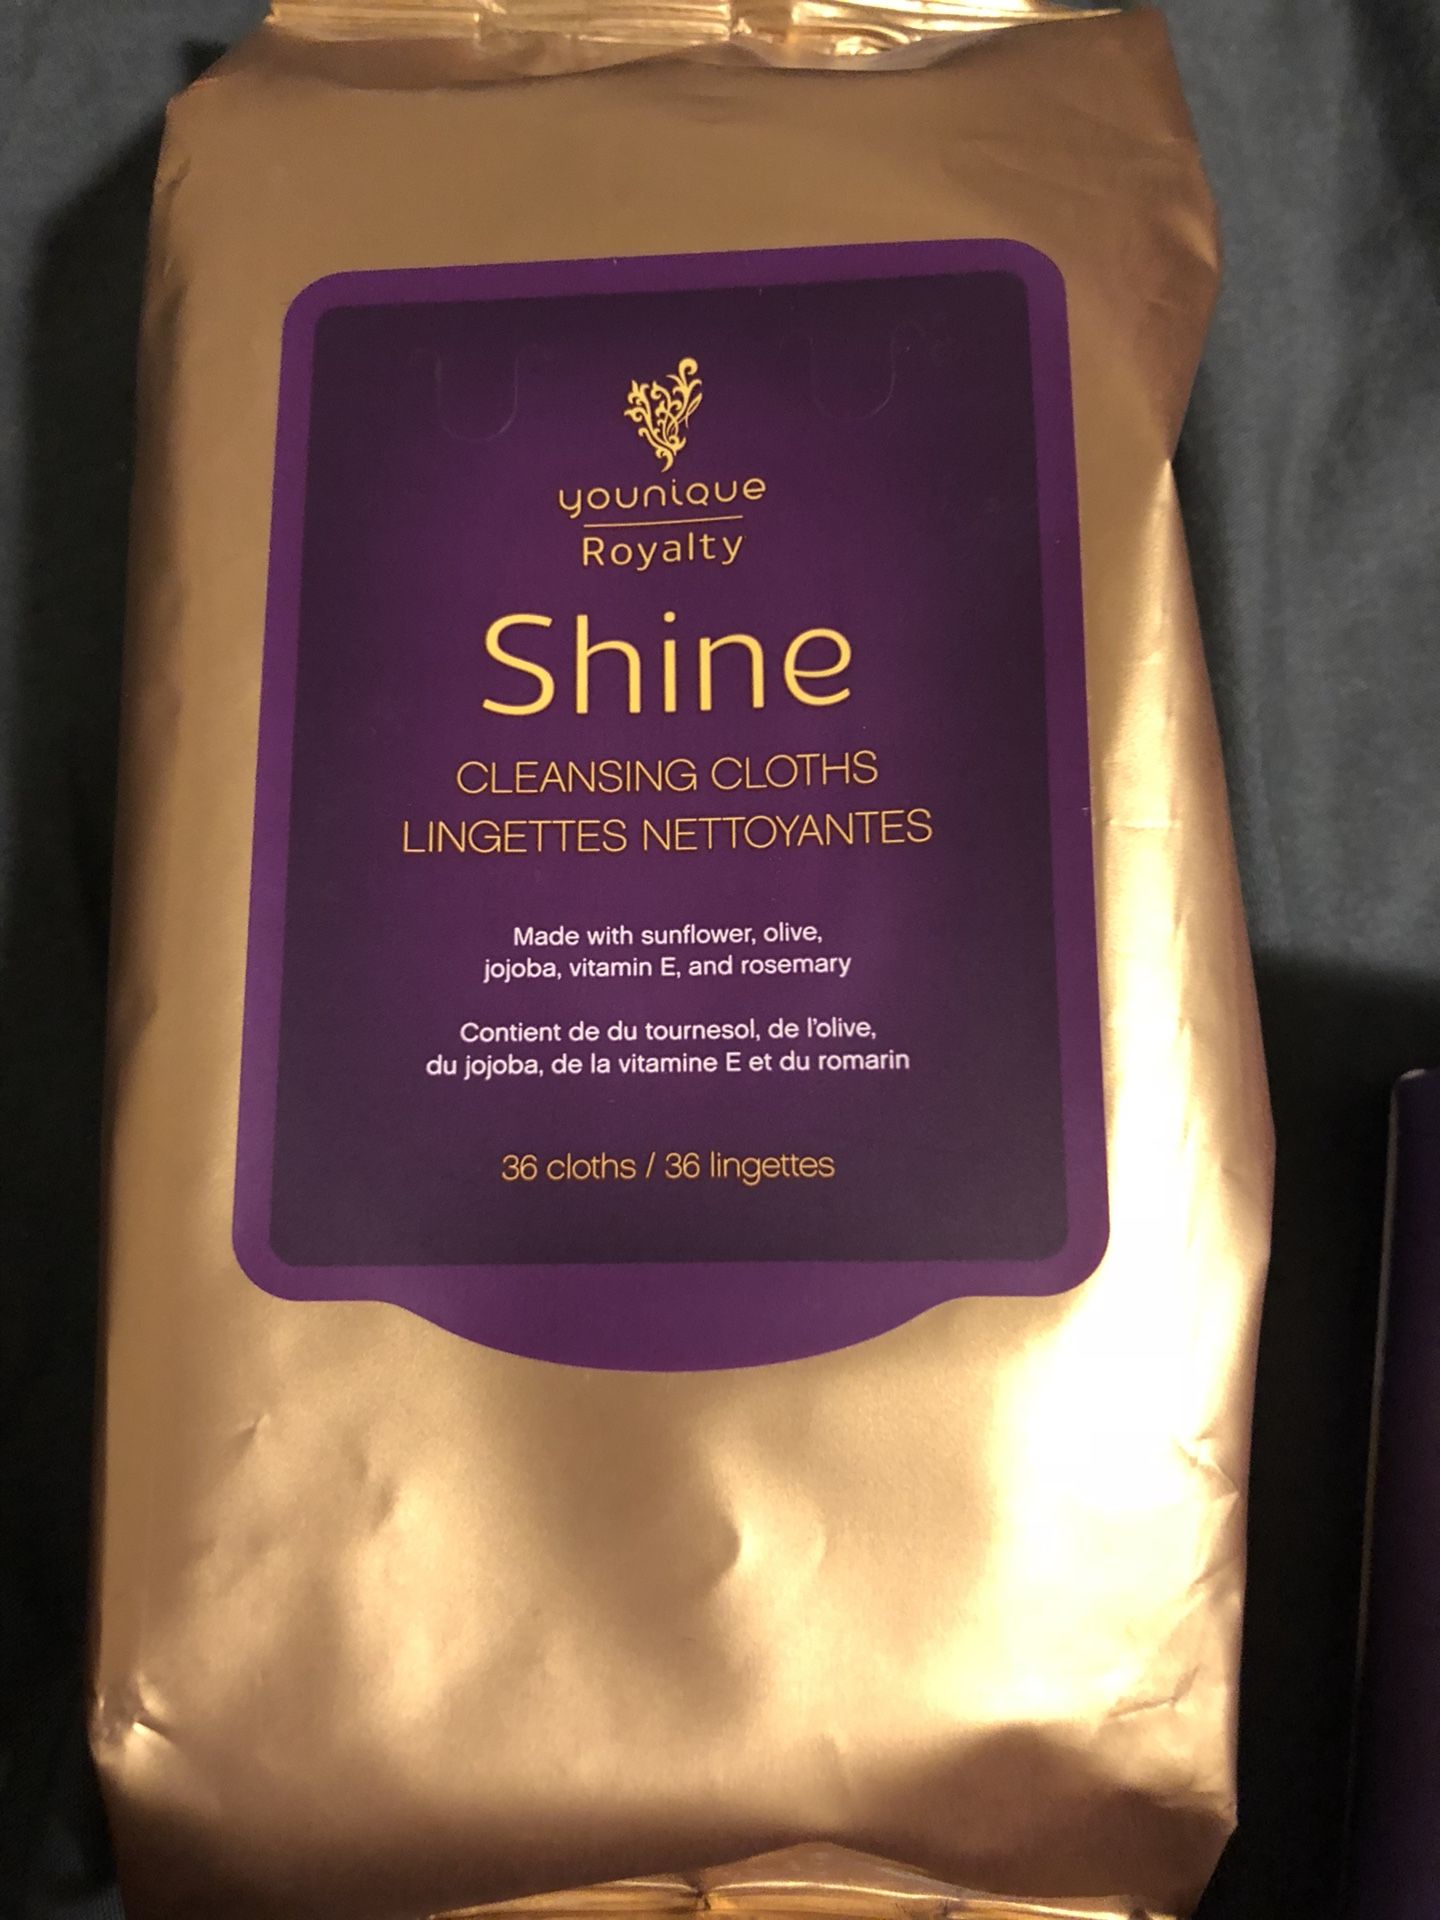 younique
Royalty
Shine
CLEANSING CLOTHS
LINGETTES NETTOYANTES
Made with sunflower, olive,
jojoba, vitamin E, and rosemary
Contient de du tournesol, de l'olive,
du jojoba, de la vitamine E et du romarin
36 cloths / 36 lingettes